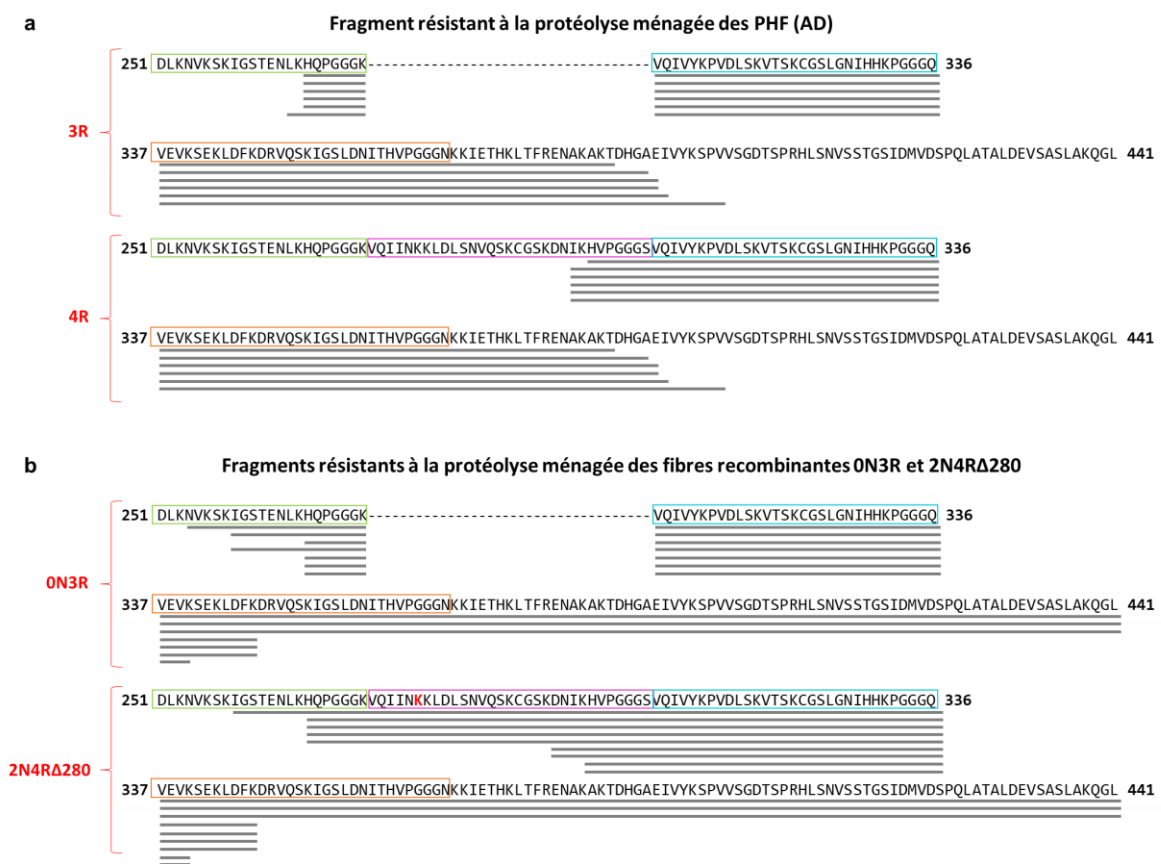 a Fragment résistant à la protéolyse ménagée des PHF (AD)
251 DLKNVKSKIGSTENLKHQPGGGK---------------------------------VQIVYKPVDLSKVTSKCGSLGNIHHKPGGGQ 336
3R
337 VEVKSEKLDFKDRVQSKIGSLDNITHVPGGGNKKIETHKLTFRENAKAKTDHGAEIVYKSPVVSGDTSPRHLSNVSSTGSIDMVDSPQLATALDEVSASLAKQGL 441
251 DLKNVKSKIGSTENLKHQPGGGKVQIINKKLDLSNVQSKCGSKDNIKHVPGGGSVQIVYKPVDLSKVTSKCGSLGNIHHKPGGGQ 336
4R
337 VEVKSEKLDFKDRVQSKIGSLDNITHVPGGGNKKIETHKLTFRENAKAKTDHGAEIVYKSPVVSGDTSPRHLSNVSSTGSIDMVDSPQLATALDEVSASLAKQGL 441
b Fragments résistants à la protéolyse ménagée des fibres recombinantes 0N3R et 2N4RΔ280
251 DLKNVKSKIGSTENLKHQPGGGK---------------------------------VQIVYKPVDLSKVTSKCGSLGNIHHKPGGGQ 336
0N3R
337 VEVKSEKLDFKDRVQSKIGSLDNITHVPGGGNKKIETHKLTFRENAKAKTDHGAEIVYKSPVVSGDTSPRHLSNVSSTGSIDMVDSPQLATALDEVSASLAKQGL 441
251 DLKNVKSKIGSTENLKHQPGGGKVQIINKKLDLSNVQSKCGSKDNIKHVPGGGSVQIVYKPVDLSKVTSKCGSLGNIHHKPGGGQ 336
2N4RΔ280
337 VEVKSEKLDFKDRVQSKIGSLDNITHVPGGGNKKIETHKLTFRENAKAKTDHGAEIVYKSPVVSGDTSPRHLSNVSSTGSIDMVDSPQLATALDEVSASLAKQGL 441